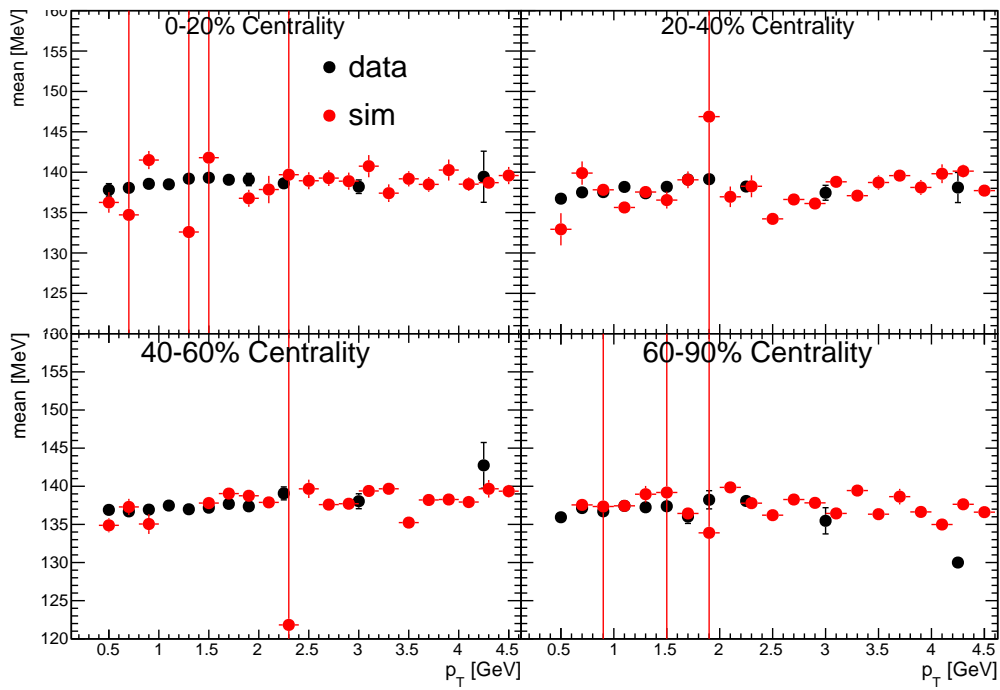 160
0-20% Centrality
20-40% Centrality
mean [MeV]
155
data
150
sim
145
140
135
130
40-60% Centrality
60-90% Centrality
mean [MeV]
155
150
145
140
135
130
125
120
0.5 1 1.5 2 2.5 3 3.5 4 4.5
0.5 1 1.5 2 2.5 3 3.5 4 4.5
p_T [GeV]
p_T [GeV]